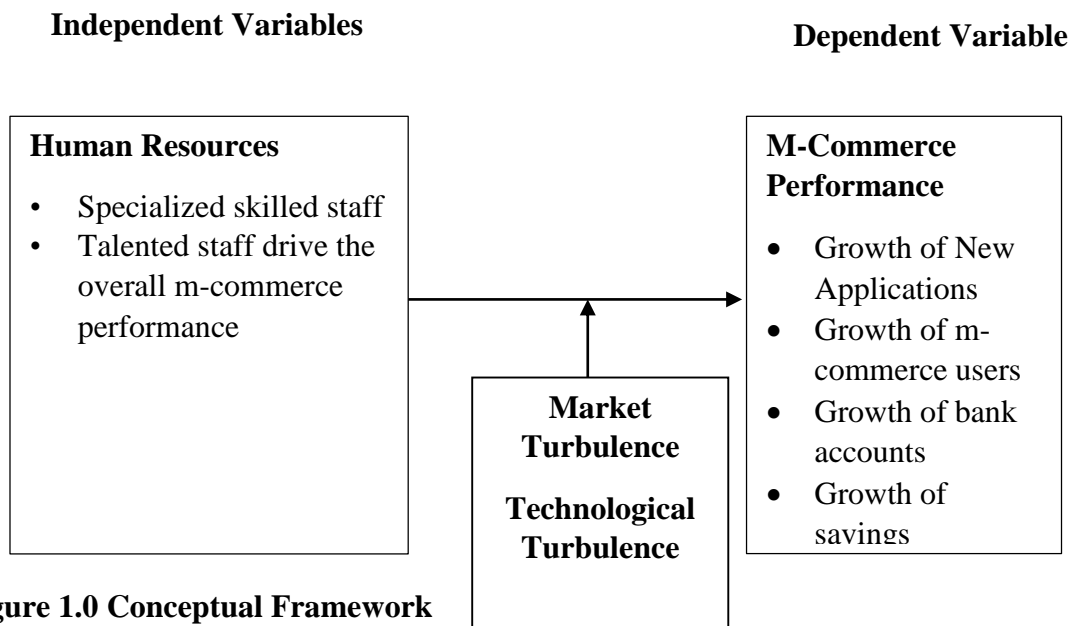 Independent Variables
Dependent Variable
Human Resources
• Specialized skilled staff
• Talented staff drive the
overall m-commerce
performance
Market
Turbulence
Technological
Turbulence
M-Commerce
Performance
• Growth of New
Applications
• Growth of m-
commerce users
• Growth of bank
accounts
• Growth of
savings
gure 1.0 Conceptual Framework